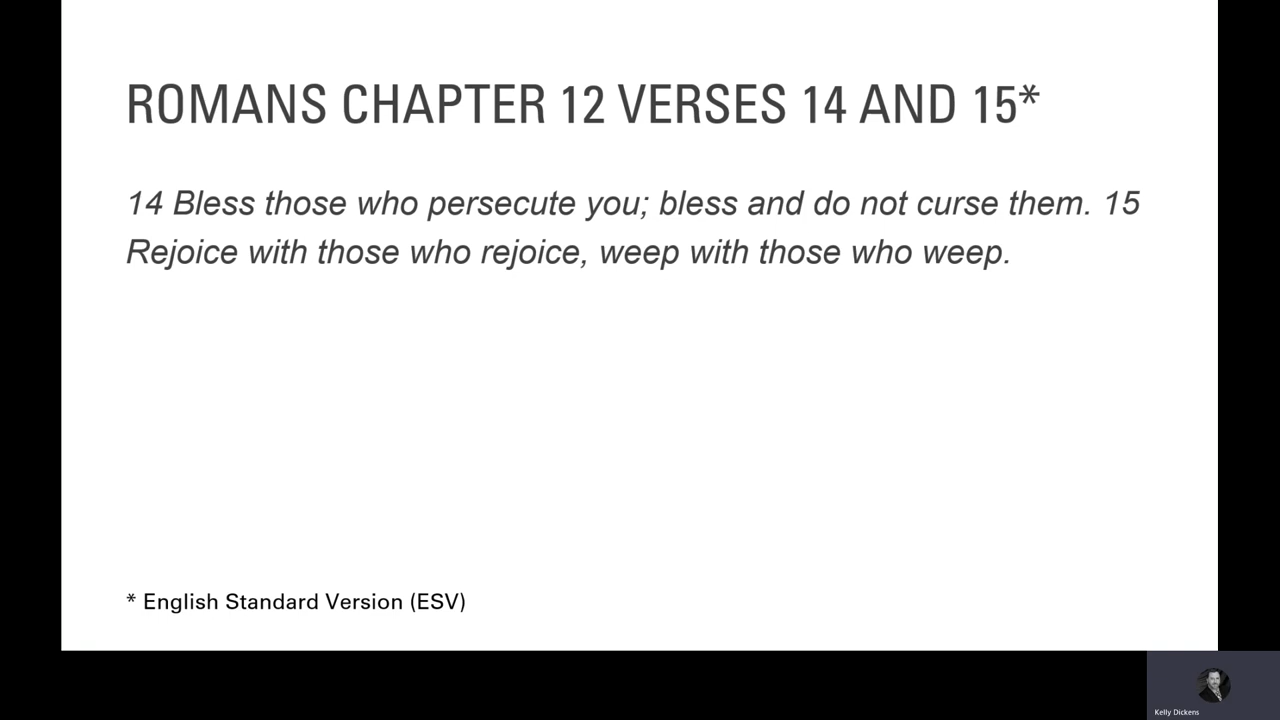 ROMANS CHAPTER 12 VERSES 14 AND 15*
14 Bless those who persecute you; bless and do not curse them. 15
Rejoice with those who rejoice, weep with those who weep.
* English Standard Version (ESV)
Kelly Dickens